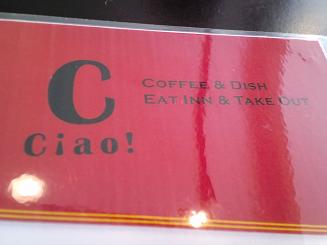 C
Ciao!
COFFEE & DISH
EAT INN & TAKE OUT